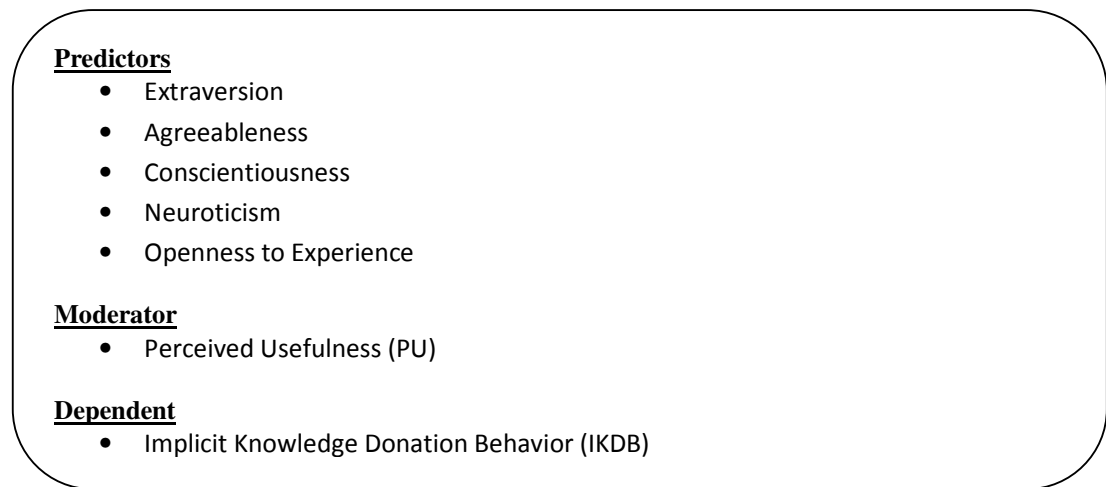 Predictors
• Extraversion
• Agreeableness
• Conscientiousness
• Neuroticism
• Openness to Experience
Moderator
• Perceived Usefulness (PU)
Dependent
• Implicit Knowledge Donation Behavior (IKDB)